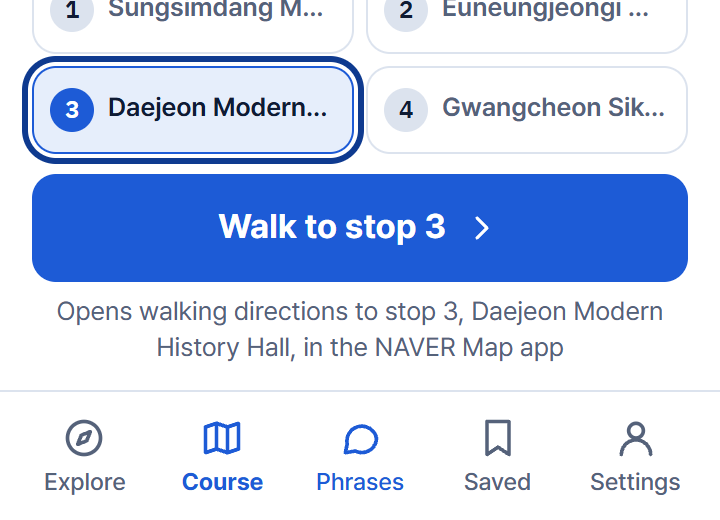 1 Sungsimdang M...
2 Euneungjeongi ...
3 Daejeon Modern...
4 Gwangcheon Sik...
Walk to stop 3
Opens walking directions to stop 3, Daejeon Modern
History Hall, in the NAVER Map app
Explore Course Phrases Saved Settings